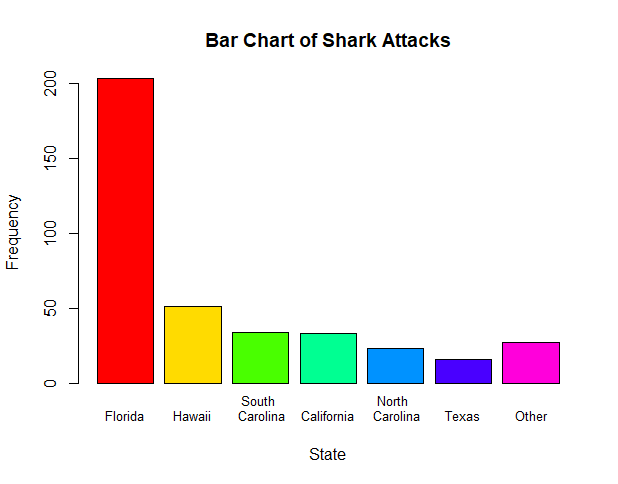 Bar Chart of Shark Attacks
Frequency
200
150
100
50
0
Florida
Hawaii
South
Carolina
California
North
Carolina
Texas
Other
State